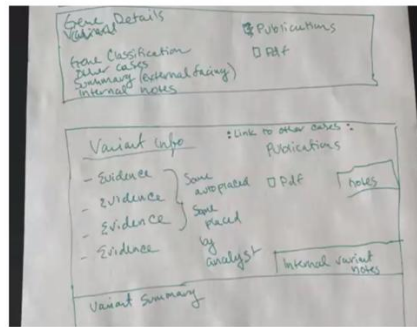 Gene Details
Publications
Pdf
Gene Classification
Other cases
Summary (external facing)
Internal notes
Variant info
: Link to other cases :
Publications
- Evidence
- Evidence
- Evidence
- Evidence
Some
autoplaced
Some
placed
by
analyst
Pdf
Notes
Internal variant
notes
Variant Summary